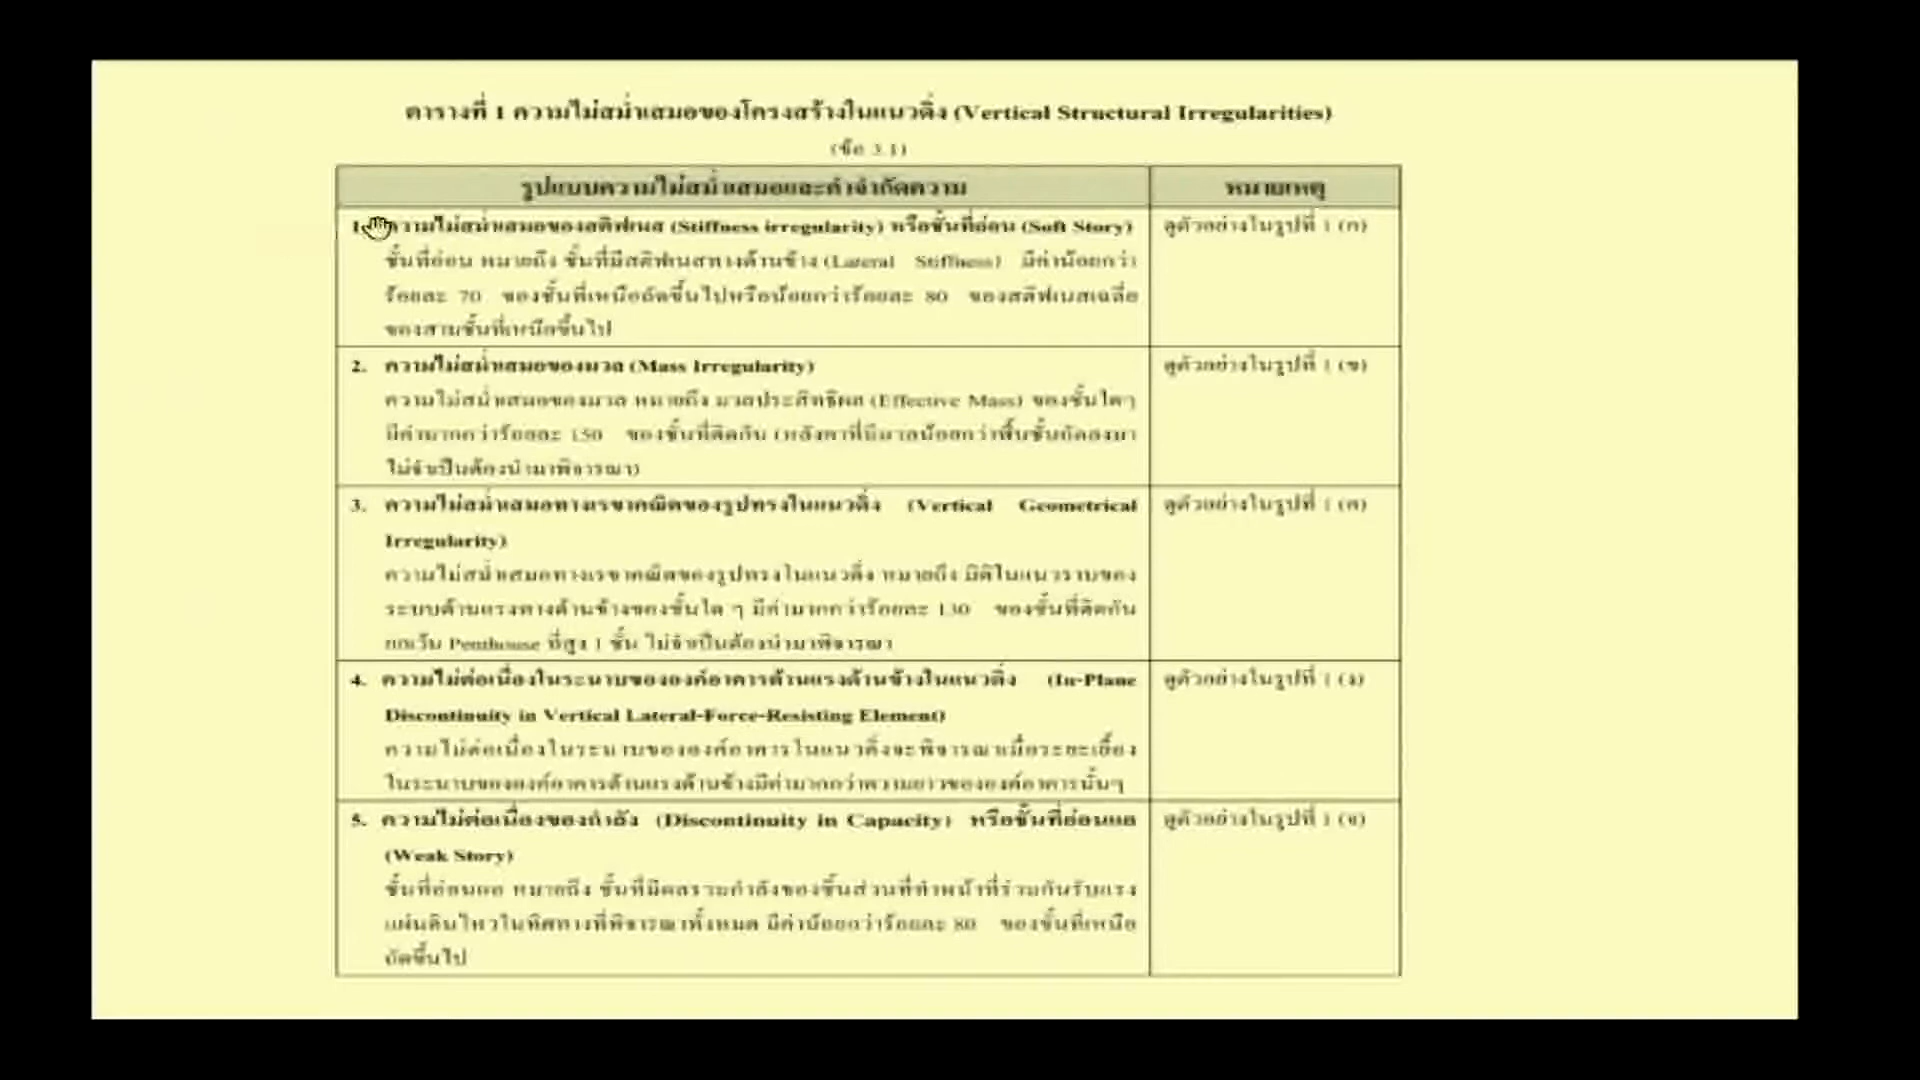 ตารางที่ 1 ความไม่สม่ำเสมอของโครงสร้างในแนวดิ่ง (Vertical Structural Irregularities)
(ข้อ 3.1)
รูปแบบความไม่สม่ำเสมอและคำจำกัดความ
หมายเหตุ
1. ความไม่สม่ำเสมอของสติฟเนส (Stiffness irregularity) หรือชั้นที่อ่อน (Soft Story)
ดูตัวอย่างในรูปที่ 1 (ก)
ชั้นที่อ่อน หมายถึง ชั้นที่มีสติฟเนสทางด้านข้าง (Lateral Stiffness) มีค่าน้อยกว่า
ร้อยละ 70 ของชั้นที่เหนือถัดขึ้นไปหรือน้อยกว่าร้อยละ 80 ของสติฟเนสเฉลี่ย
ของสามชั้นที่เหนือขึ้นไป
2. ความไม่สม่ำเสมอของมวล (Mass Irregularity)
ดูตัวอย่างในรูปที่ 1 (ข)
ความไม่สม่ำเสมอของมวล หมายถึง มวลประสิทธิผล (Effective Mass) ของชั้นใดๆ
มีค่ามากกว่าร้อยละ 150 ของชั้นที่ติดกัน (หลังคาที่มีมวลน้อยกว่าพื้นชั้นถัดลงมา
ไม่จำเป็นต้องนำมาพิจารณา)
3. ความไม่สม่ำเสมอทางเรขาคณิตของรูปทรงในแนวดิ่ง (Vertical Geometrical
ดูตัวอย่างในรูปที่ 1 (ค)
Irregularity)
ความไม่สม่ำเสมอทางเรขาคณิตของรูปทรงในแนวดิ่ง หมายถึง มิติในแนวราบของ
ระบบต้านแรงทางด้านข้างของชั้นใด ๆ มีค่ามากกว่าร้อยละ 130 ของชั้นที่ติดกัน
ยกเว้น Penthouse ที่สูง 1 ชั้น ไม่จำเป็นต้องนำมาพิจารณา
4. ความไม่ต่อเนื่องในระนาบขององค์อาคารต้านแรงด้านข้างในแนวดิ่ง (In-Plane
ดูตัวอย่างในรูปที่ 1 (ง)
Discontinuity in Vertical Lateral-Force-Resisting Element)
ความไม่ต่อเนื่องในระนาบขององค์อาคารในแนวดิ่งจะพิจารณาเมื่อระยะเยื้อง
ในระนาบขององค์อาคารต้านแรงด้านข้างมีค่ามากกว่าความยาวขององค์อาคารนั้นๆ
5. ความไม่ต่อเนื่องของกำลัง (Discontinuity in Capacity) หรือชั้นที่อ่อนแอ
ดูตัวอย่างในรูปที่ 1 (จ)
(Weak Story)
ชั้นที่อ่อนแอ หมายถึง ชั้นที่มีผลรวมกำลังของชิ้นส่วนที่ทำหน้าที่ร่วมกันรับแรง
แผ่นดินไหวในทิศทางที่พิจารณาทั้งหมด มีค่าน้อยกว่าร้อยละ 80 ของชั้นที่เหนือ
ถัดขึ้นไป